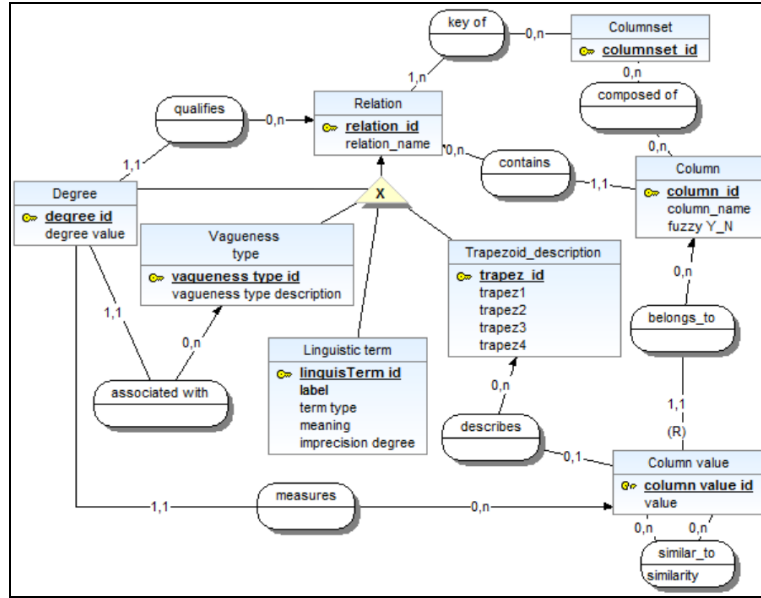 key of
0,n
Columnset
columnset_id
1,n
0,n
composed of
qualifies
0,n
Relation
relation_id
relation_name
0,n
contains
1,1
0,n
Column
column_id
column_name
fuzzy Y_N
1,1
Degree
degree id
degree value
X
Vagueness
type
vagueness type id
vagueness type description
Trapezoid_description
trapez_id
trapez1
trapez2
trapez3
trapez4
0,n
belongs_to
1,1
0,n
Linguistic term
linguisTerm id
label
term type
meaning
imprecision degree
associated with
0,n
describes
0,1
1,1
(R)
Column value
column value id
value
1,1
measures
0,n
0,n
0,n
similar_to
similarity